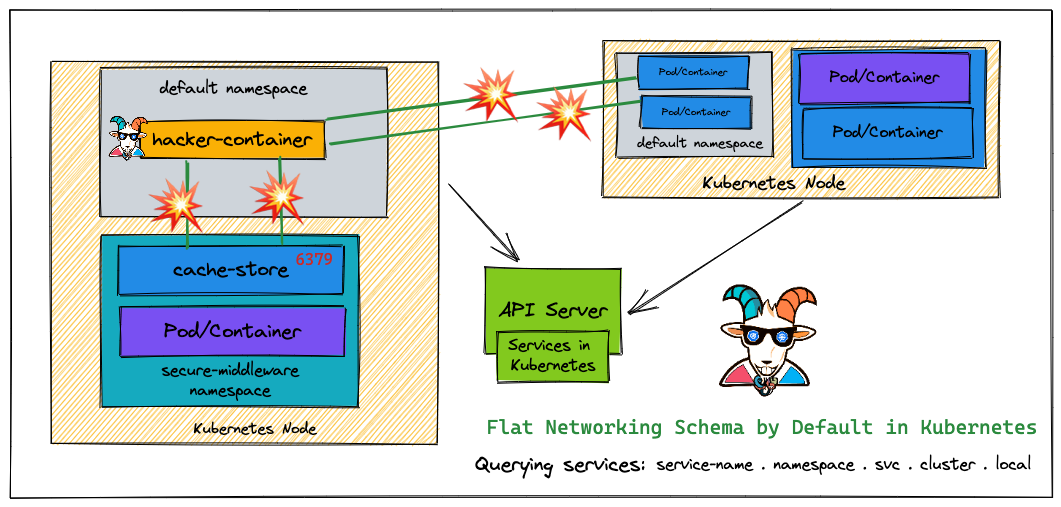 default namespace
hacker-container
cache-store
6379
Pod/Container
secure-middleware
namespace
Kubernetes Node
Pod/Container
Pod/Container
default namespace
Pod/Container
Pod/Container
Kubernetes Node
API Server
Services in
Kubernetes
Flat Networking Schema by Default in Kubernetes
Querying services: service-name . namespace . svc . cluster . local